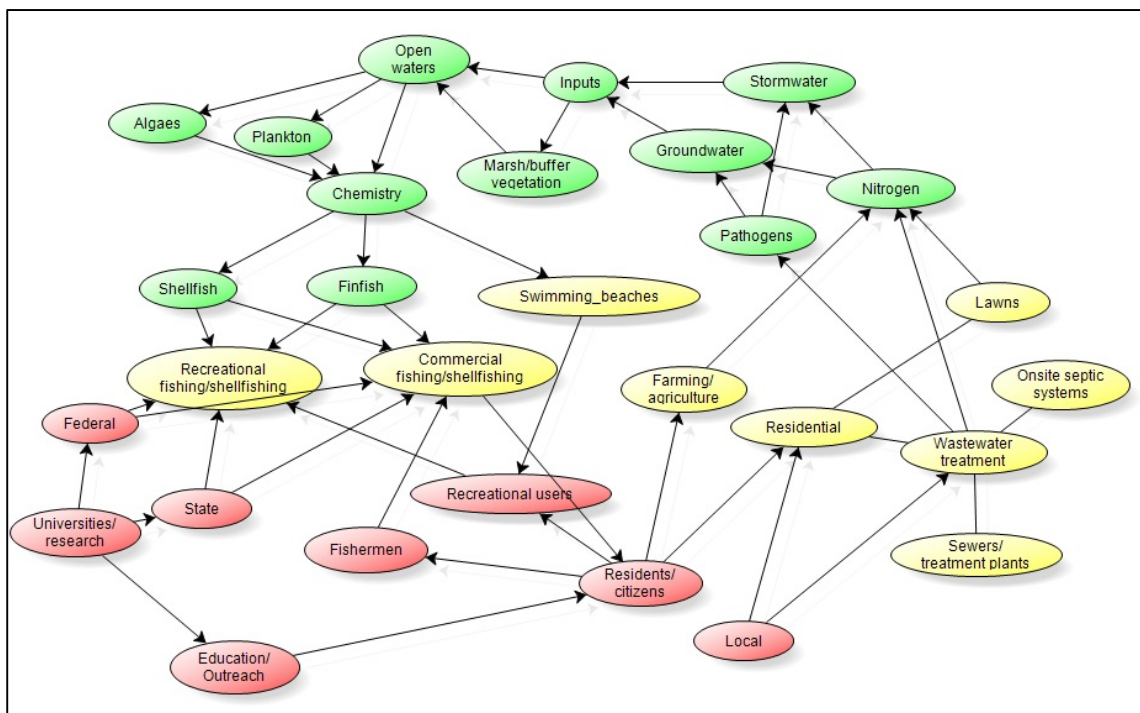 Open
waters
Inputs
Stormwater
Algaes
Plankton
Groundwater
Marsh/buffer
vegetation
Chemistry
Nitrogen
Pathogens
Shellfish
Finfish
Swimming_beaches
Lawns
Recreational
fishing/shellfishing
Commercial
fishing/shellfishing
Farming/
agriculture
Onsite septic
systems
Federal
Residential
Wastewater
treatment
Recreational users
State
Universities/
research
Fishermen
Sewers/
treatment plants
Residents/
citizens
Local
Education/
Outreach